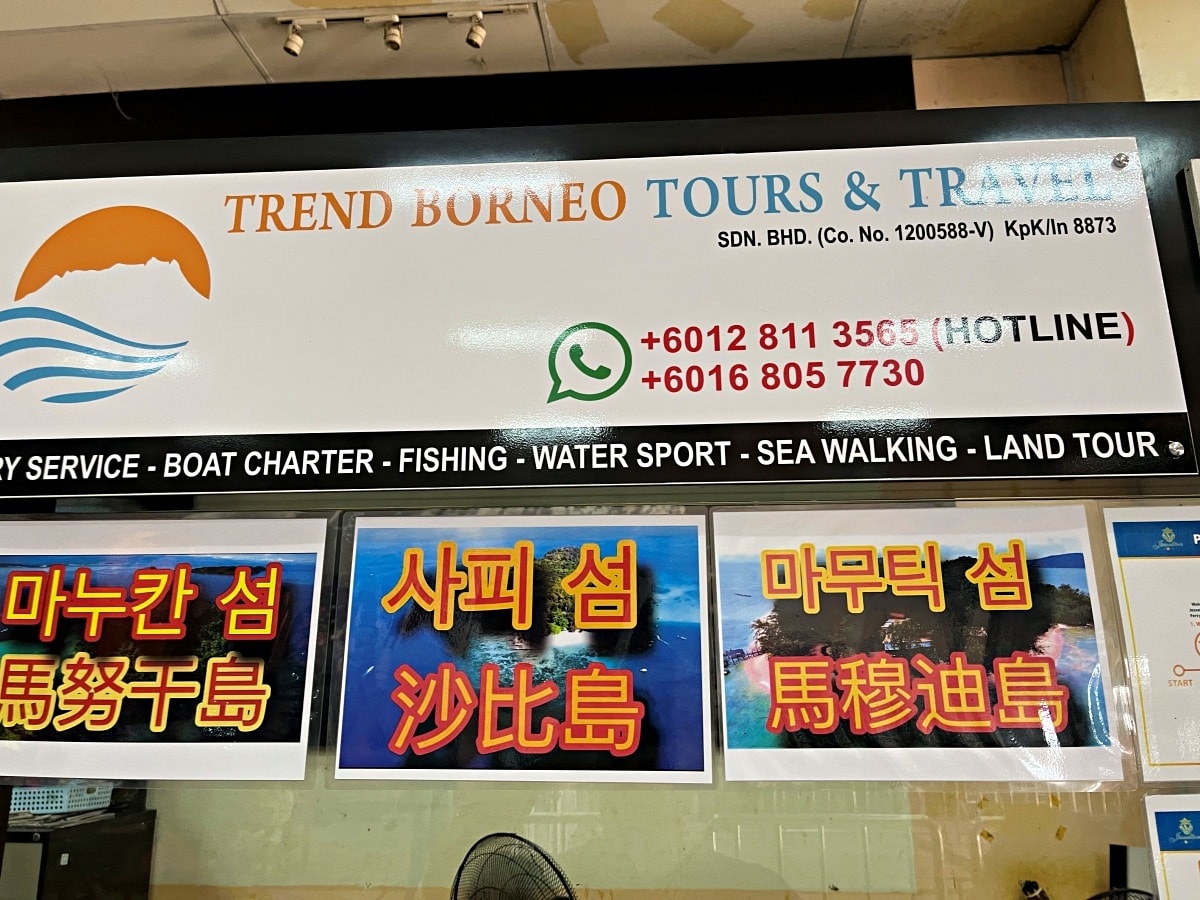 TREND BORNEO TOURS & TRAVEL
SDN. BHD. (Co. No. 1200588-V) KpK/ln 8873
+6012 811 3565 (HOTLINE)
+6016 805 7730
SERVICE - BOAT CHARTER - FISHING - WATER SPORT - SEA WALKING - LAND TOUR
마누칸 섬
馬努干島
사피 섬
沙比島
마무틱 섬
馬穆迪島
START